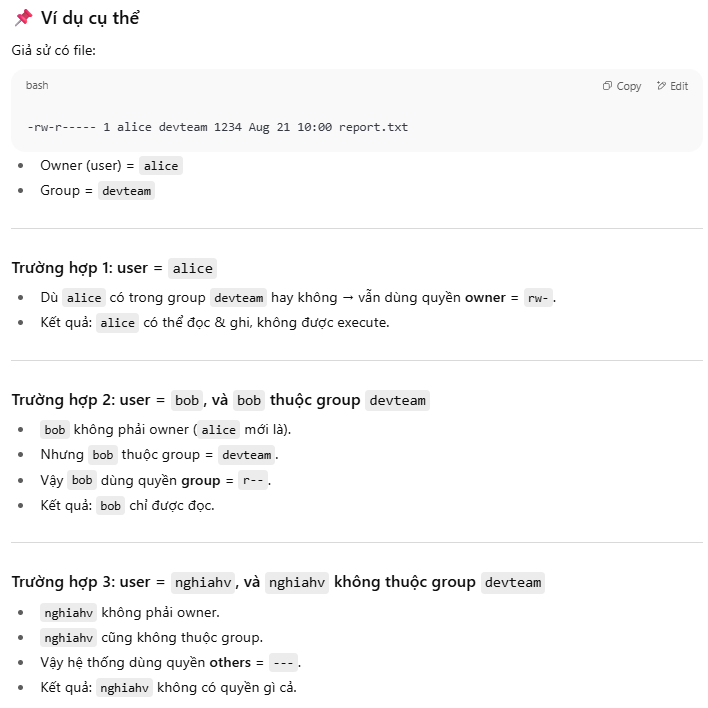 📌 Ví dụ cụ thể
Giả sử có file:
bash
Copy
Edit
-rw-r----- 1 alice devteam 1234 Aug 21 10:00 report.txt
Owner (user) = alice
Group = devteam
Trường hợp 1: user = alice
Dù alice có trong group devteam hay không → vẫn dùng quyền owner = rw-.
Kết quả: alice có thể đọc & ghi, không được execute.
Trường hợp 2: user = bob, và bob thuộc group devteam
bob không phải owner (alice mới là).
Nhưng bob thuộc group = devteam.
Vậy bob dùng quyền group = r--.
Kết quả: bob chỉ được đọc.
Trường hợp 3: user = nghiahv, và nghiahv không thuộc group devteam
nghiahv không phải owner.
nghiahv cũng không thuộc group.
Vậy hệ thống dùng quyền others = ---.
Kết quả: nghiahv không có quyền gì cả.